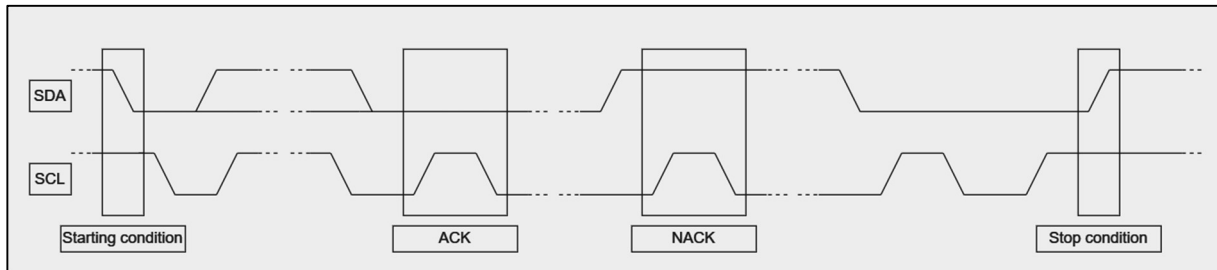 SDA
SCL
Starting condition
ACK
NACK
Stop condition